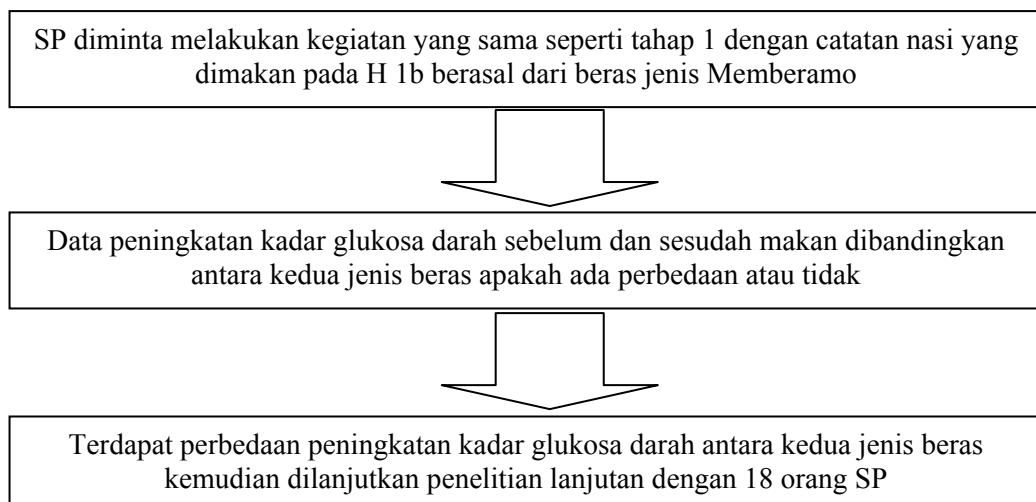 SP diminta melakukan kegiatan yang sama seperti tahap 1 dengan catatan nasi yang
dimakan pada H 1b berasal dari beras jenis Memberamo
Data peningkatan kadar glukosa darah sebelum dan sesudah makan dibandingkan
antara kedua jenis beras apakah ada perbedaan atau tidak
Terdapat perbedaan peningkatan kadar glukosa darah antara kedua jenis beras
kemudian dilanjutkan penelitian lanjutan dengan 18 orang SP